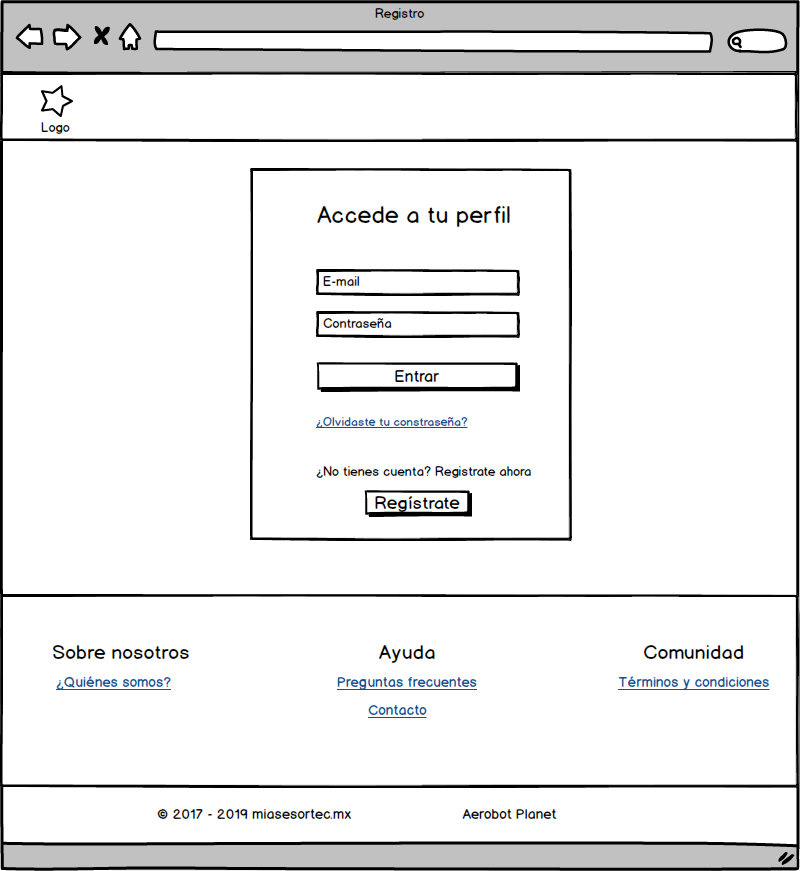 Registro
Logo
Accede a tu perfil
E-mail
Contraseña
Entrar
¿Olvidaste tu constraseña?
¿No tienes cuenta? Registrate ahora
Regístrate
Sobre nosotros
Ayuda
Comunidad
¿Quiénes somos?
Preguntas frecuentes
Términos y condiciones
Contacto
© 2017 - 2019 miasesortec.mx
Aerobot Planet